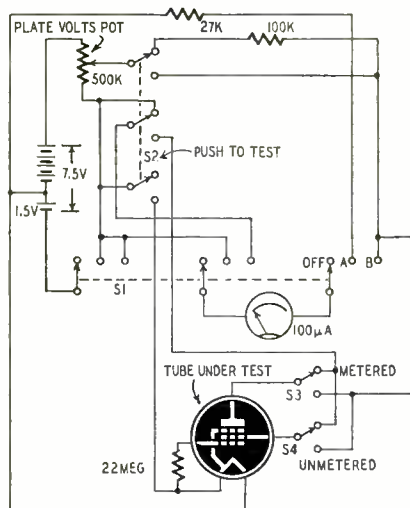 PLATE VOLTS POT
27K
100K
500K
S2
PUSH TO TEST
7.5V
1.5V
OFF
A
B
S1
100μA
TUBE UNDER TEST
METERED
S3
S4
22MEG
UNMETERED